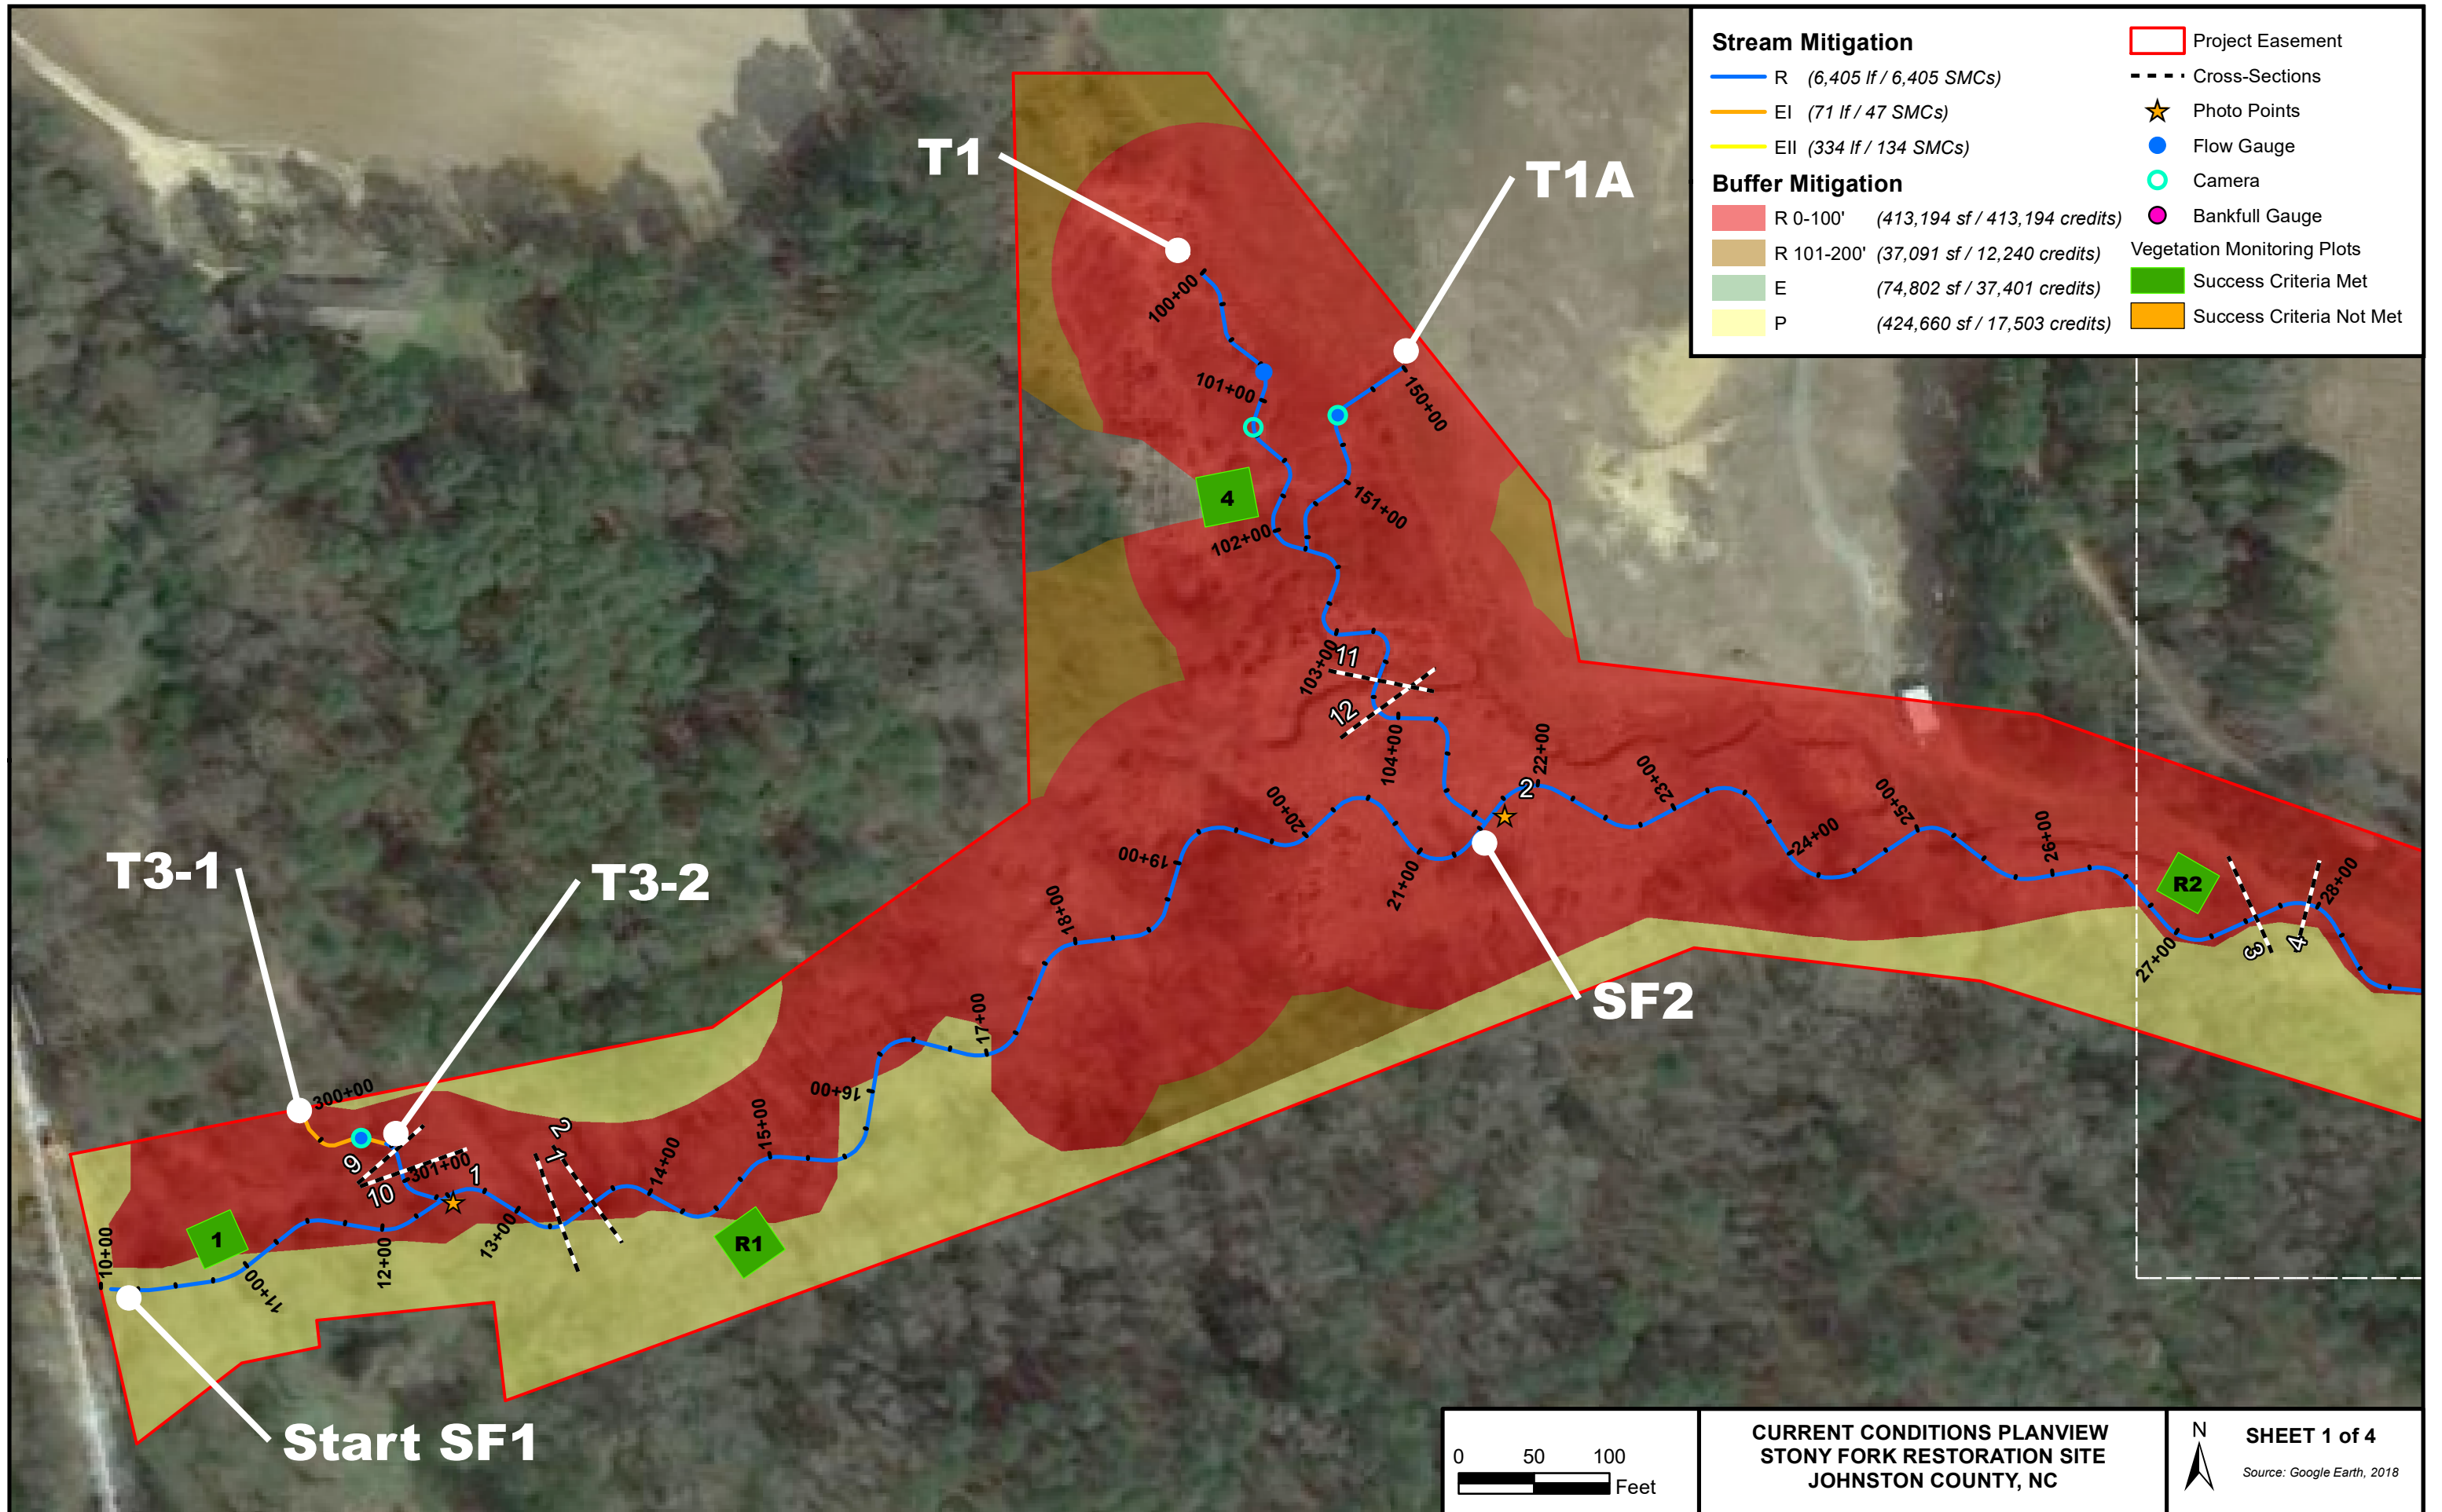 Stream Mitigation
R (6,405 lf / 6,405 SMCs)
EI (71 lf / 47 SMCs)
EII (334 lf / 134 SMCs)
Buffer Mitigation
R 0-100' (413,194 sf / 413,194 credits)
R 101-200' (37,091 sf / 12,240 credits)
E (74,802 sf / 37,401 credits)
P (424,660 sf / 17,503 credits)
Project Easement
Cross-Sections
Photo Points
Flow Gauge
Camera
Bankfull Gauge
Vegetation Monitoring Plots
Success Criteria Met
Success Criteria Not Met
T1
T1A
100+00
101+00
150+00
4
151+00
102+00
103+00
11
12
104+00
22+00
2
23+00
20+00
25+00
24+00
26+00
19+00
21+00
R2
28+00
T3-1
T3-2
18+00
3
4
27+00
SF2
17+00
300+00
16+00
15+00
2
1
14+00
9
301+00
10
1
13+00
1
R1
10+00
12+00
11+00
Start SF1
0 50 100
Feet
CURRENT CONDITIONS PLANVIEW
STONY FORK RESTORATION SITE
JOHNSTON COUNTY, NC
N
SHEET 1 of 4
Source: Google Earth, 2018